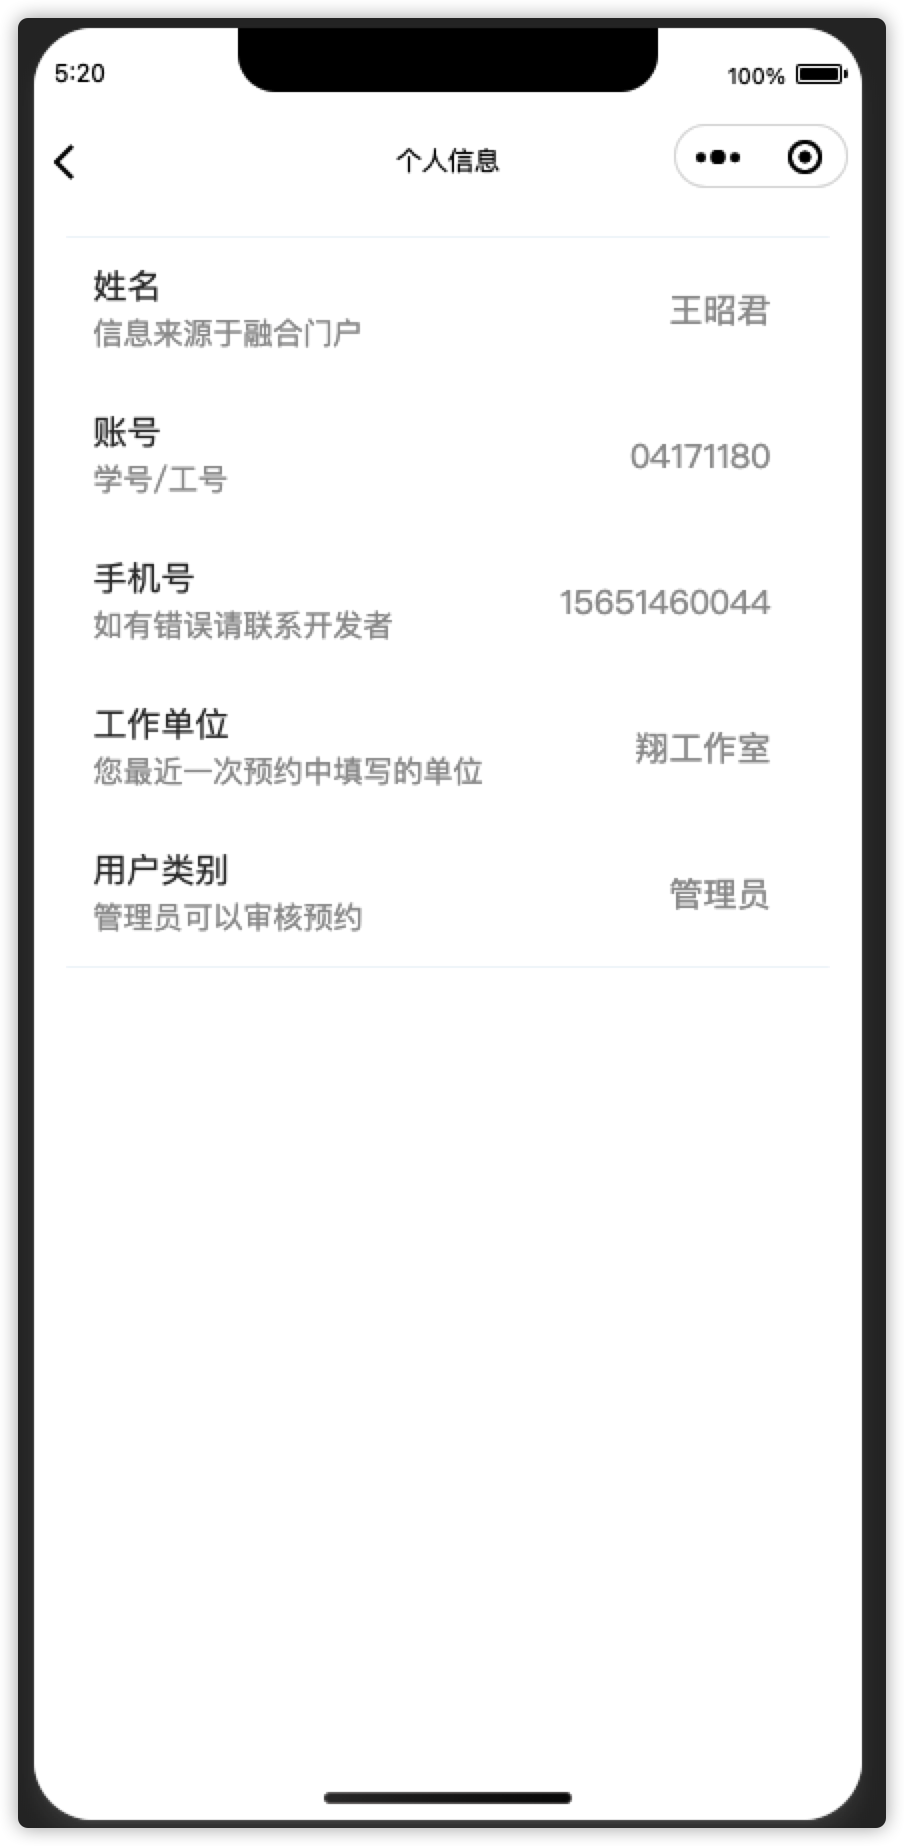 5:20
100%
个人信息
姓名
信息来源于融合门户
王昭君
账号
学号/工号
04171180
手机号
如有错误请联系开发者
15651460044
工作单位
您最近一次预约中填写的单位
翔工作室
用户类别
管理员可以审核预约
管理员